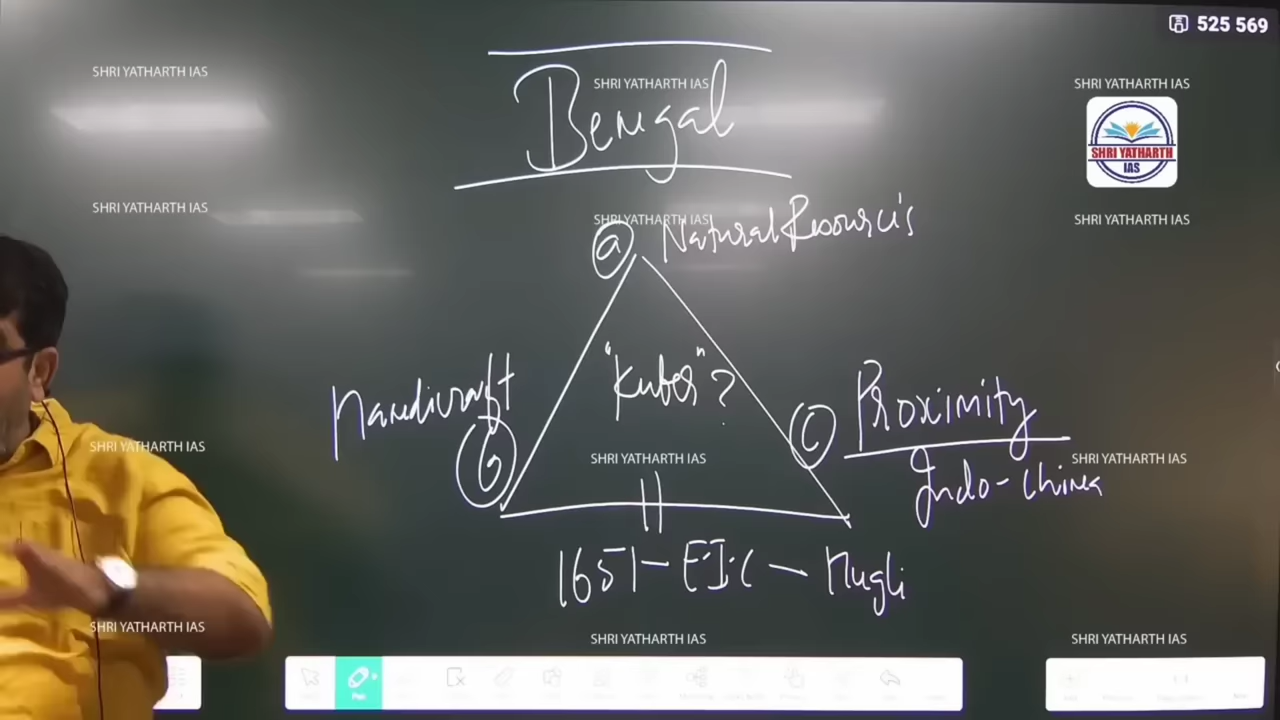 525 569
SHRI YATHARTH IAS
SHRI YATHARTH IAS
SHRI YATHARTH IAS
Bengal
SHRI YATHARTH
IAS
SHRI YATHARTH IAS
SHRI YATHARTH IAS
SHRI YATHARTH IAS
a Natural Resources
Handicraft
b
"Kuber"?
c Proximity
Indo-China
SHRI YATHARTH IAS
SHRI YATHARTH IAS
SHRI YATHARTH IAS
1651 - E.I.C - Hugli
SHRI YATHARTH IAS
SHRI YATHARTH IAS
SHRI YATHARTH IAS
Pen